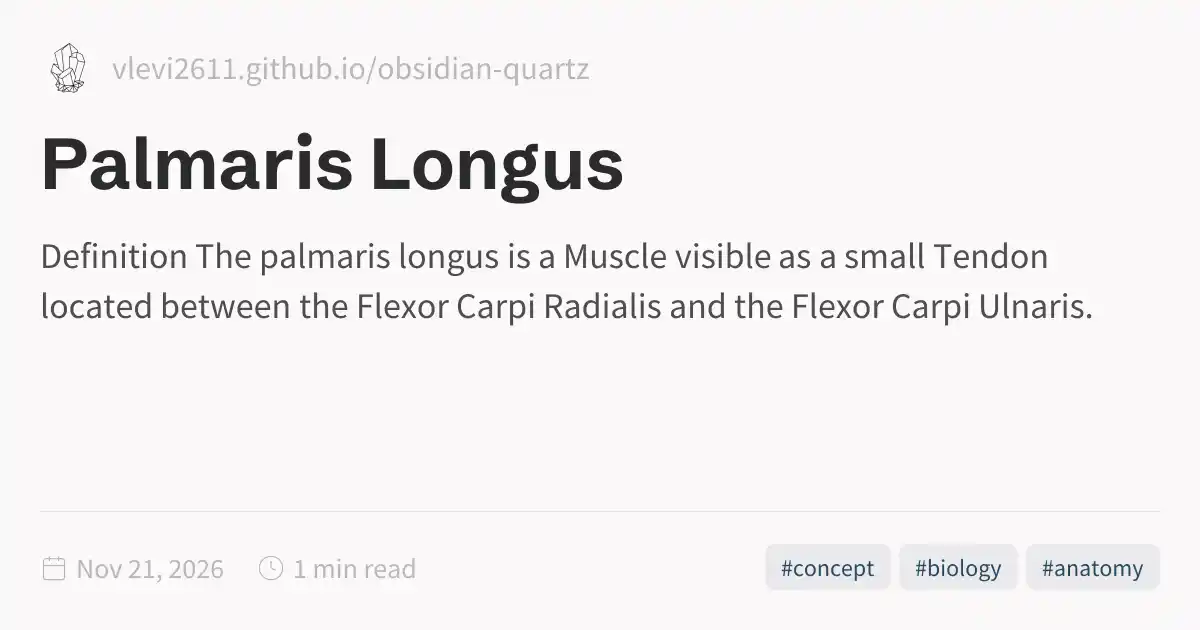 vlevi2611.github.io/obsidian-quartz
Palmaris Longus
Definition The palmaris longus is a Muscle visible as a small Tendon
located between the Flexor Carpi Radialis and the Flexor Carpi Ulnaris.
Nov 21, 2026 1 min read #concept #biology #anatomy